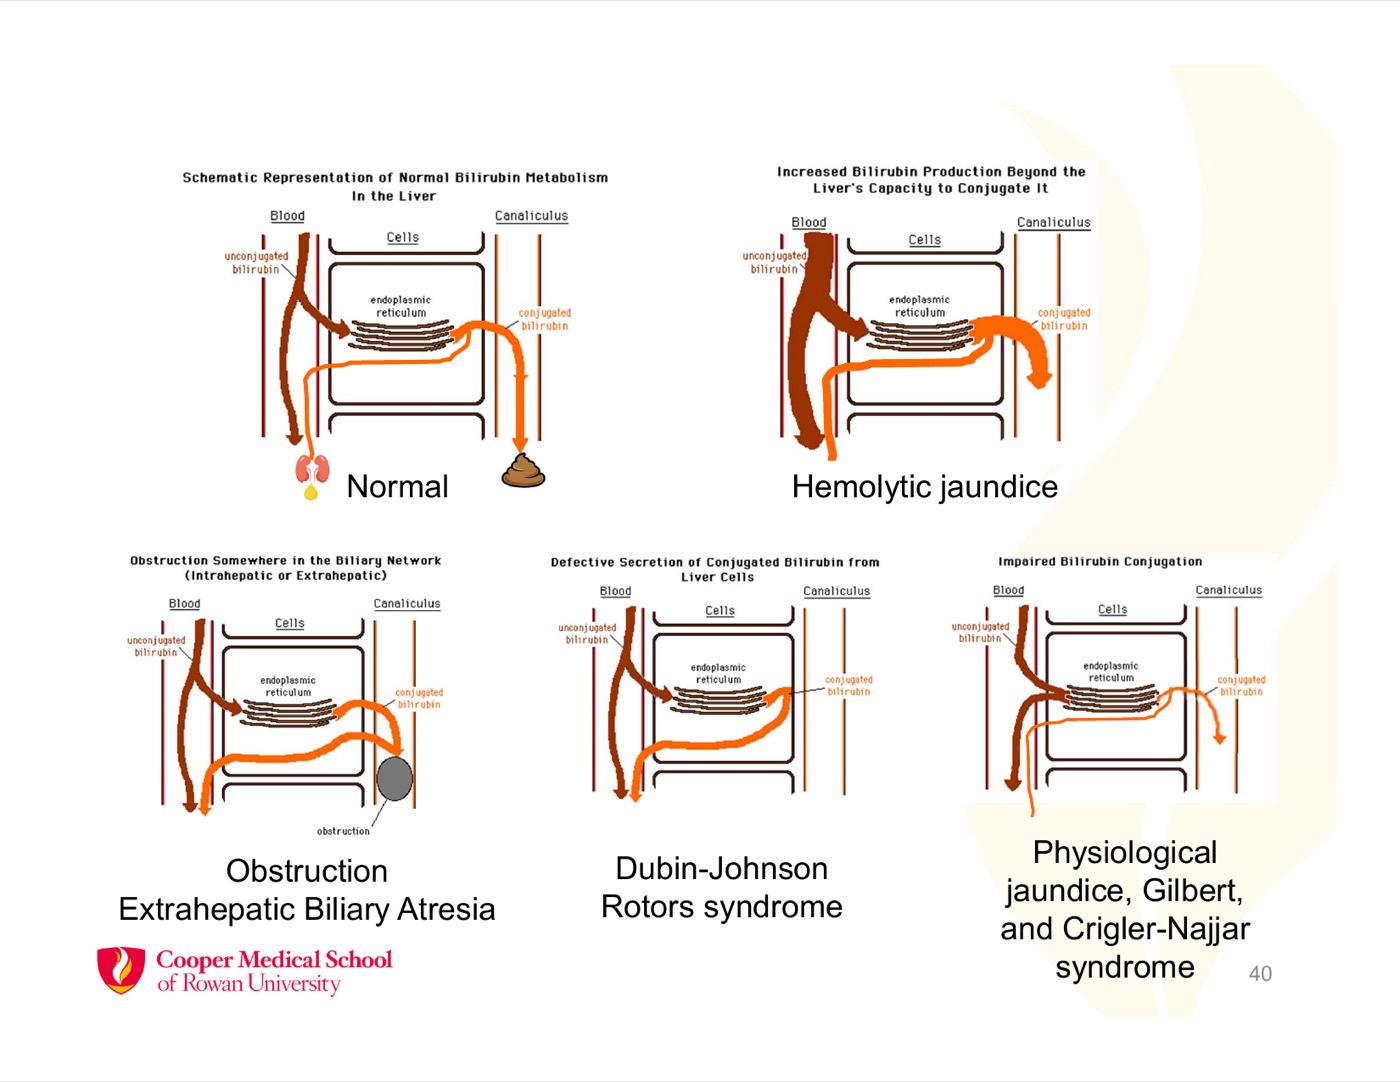 Schematic Representation of Normal Bilirubin Metabolism
In the Liver
Blood
Canaliculus
Cells
unconjugated
bilirubin
endoplasmic
reticulum
conjugated
bilirubin
Normal
Increased Bilirubin Production Beyond the
Liver's Capacity to Conjugate It
Blood
Canaliculus
Cells
unconjugated
bilirubin
endoplasmic
reticulum
conjugated
bilirubin
Hemolytic jaundice
Obstruction Somewhere in the Biliary Network
(Intrahepatic or Extrahepatic)
Blood
Canaliculus
Cells
unconjugated
bilirubin
endoplasmic
reticulum
conjugated
bilirubin
obstruction
Obstruction
Extrahepatic Biliary Atresia
Defective Secretion of Conjugated Bilirubin from
Liver Cells
Blood
Canaliculus
Cells
unconjugated
bilirubin
endoplasmic
reticulum
conjugated
bilirubin
Dubin-Johnson
Rotors syndrome
Impaired Bilirubin Conjugation
Blood
Canaliculus
Cells
unconjugated
bilirubin
endoplasmic
reticulum
conjugated
bilirubin
Physiological
jaundice, Gilbert,
and Crigler-Najjar
syndrome
Cooper Medical School
of Rowan University
40